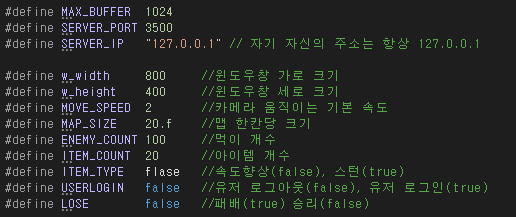 #define MAX_BUFFER 1024
#define SERVER_PORT 3500
#define SERVER_IP "127.0.0.1" // 자기 자신의 주소는 항상 127.0.0.1
#define w_width 800 //윈도우창 가로 크기
#define w_height 400 //윈도우창 세로 크기
#define MOVE_SPEED 2 //카메라 움직이는 기본 속도
#define MAP_SIZE 20.f //맵 한칸당 크기
#define ENEMY_COUNT 100 //먹이 개수
#define ITEM_COUNT 20 //아이템 개수
#define ITEM_TYPE flase //속도향상(false), 스턴(true)
#define USERLOGIN false //유저 로그아웃(false), 유저 로그인(true)
#define LOSE false //패배(true) 승리(false)